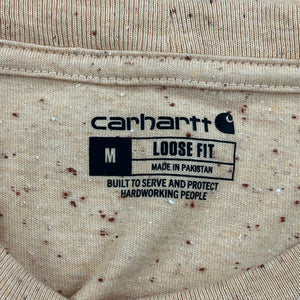 carhartt
M LOOSE FIT
MADE IN PAKISTAN
BUILT TO SERVE AND PROTECT
HARDWORKING PEOPLE